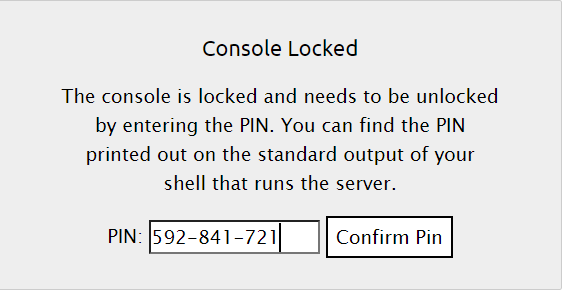 Console Locked
The console is locked and needs to be unlocked
by entering the PIN. You can find the PIN
printed out on the standard output of your
shell that runs the server.
PIN: 592-841-721 Confirm Pin